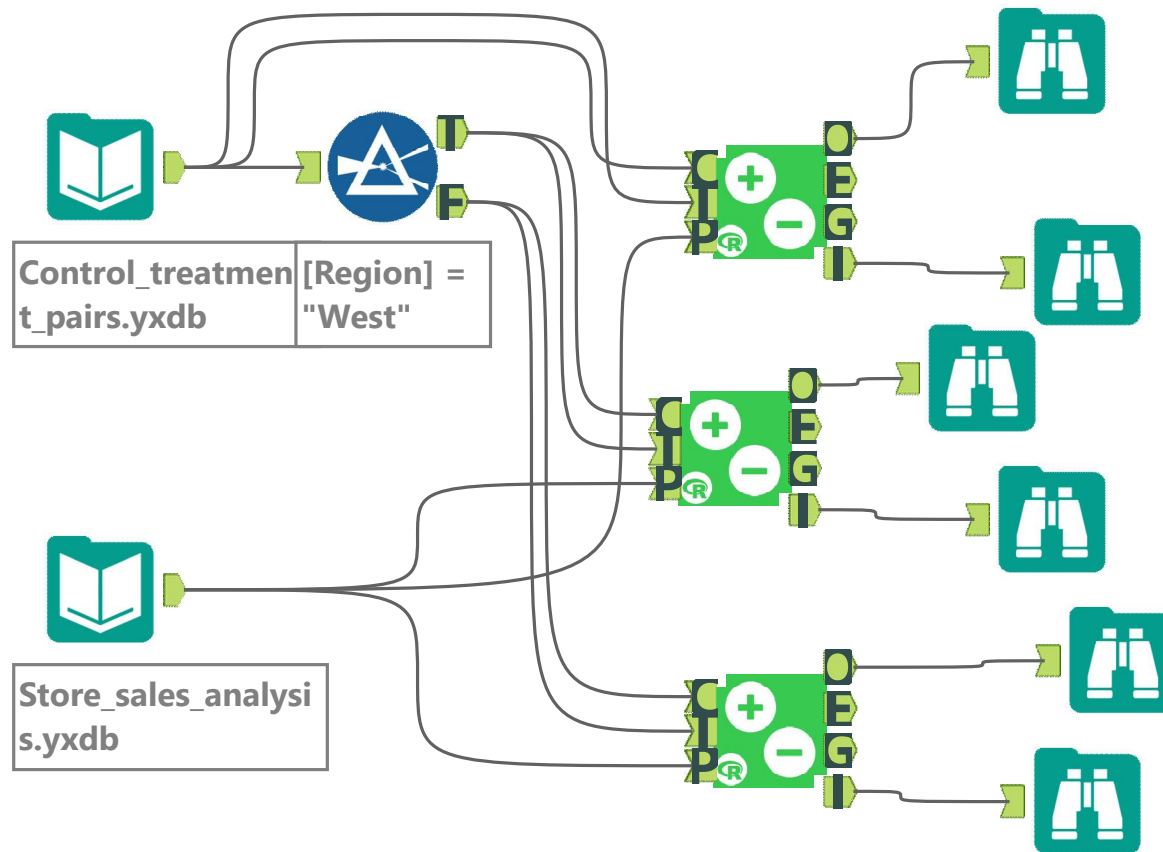 T
F
C
T
P
R
O
E
G
I
Control_treatmen
t_pairs.yxdb
[Region] =
"West"
C
T
P
R
O
E
G
I
Store_sales_analysi
s.yxdb
C
T
P
R
O
E
G
I